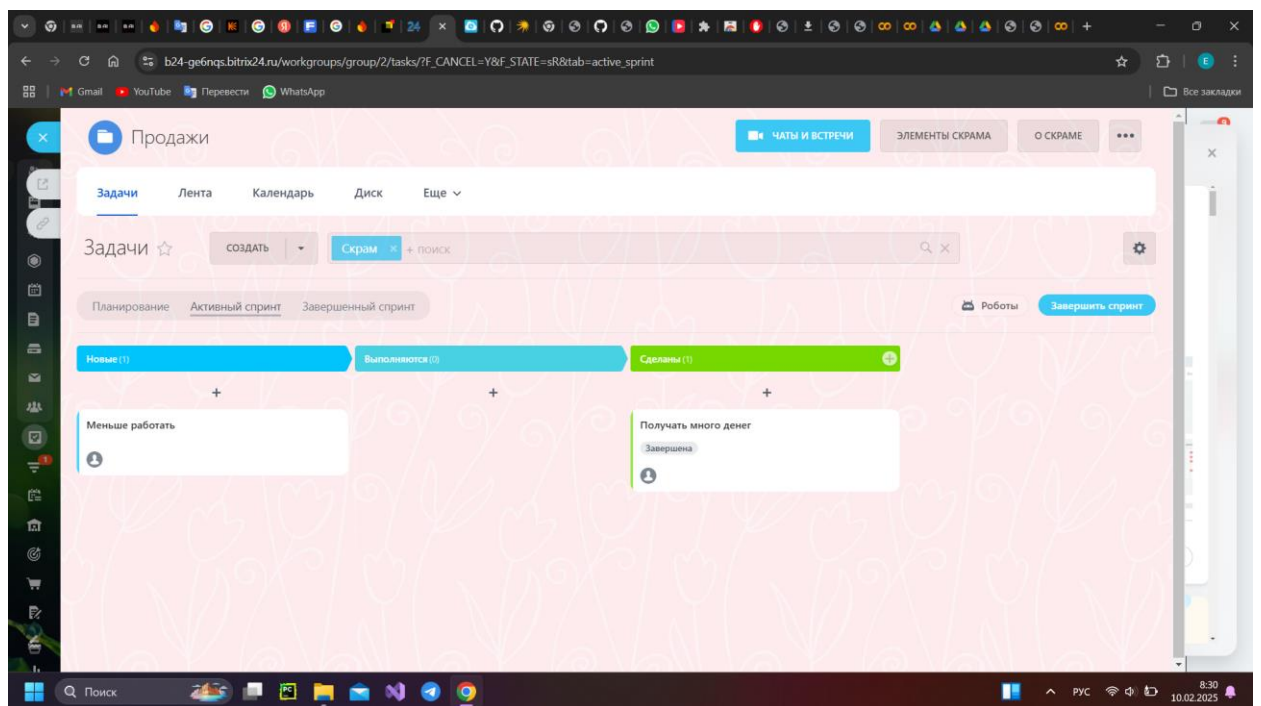 24
b24-ge6nqs.bitrix24.ru/workgroups/group/2/tasks/?F_CANCEL=Y&F_STATE=sR&tab=active_sprint
E
Gmail YouTube Перевести WhatsApp Все закладки
Продажи
ЧАТЫ И ВСТРЕЧИ ЭЛЕМЕНТЫ СКРАМА О СКРАМЕ
Задачи Лента Календарь Диск Еще
Задачи СОЗДАТЬ Скрам × + поиск
Планирование Активный спринт Завершенный спринт Роботы Завершить спринт
Новые (1) Выполняются (0) Сделаны (1)
+ + +
Меньше работать Получать много денег
Завершена
1
Поиск РУС 8:30
10.02.2025